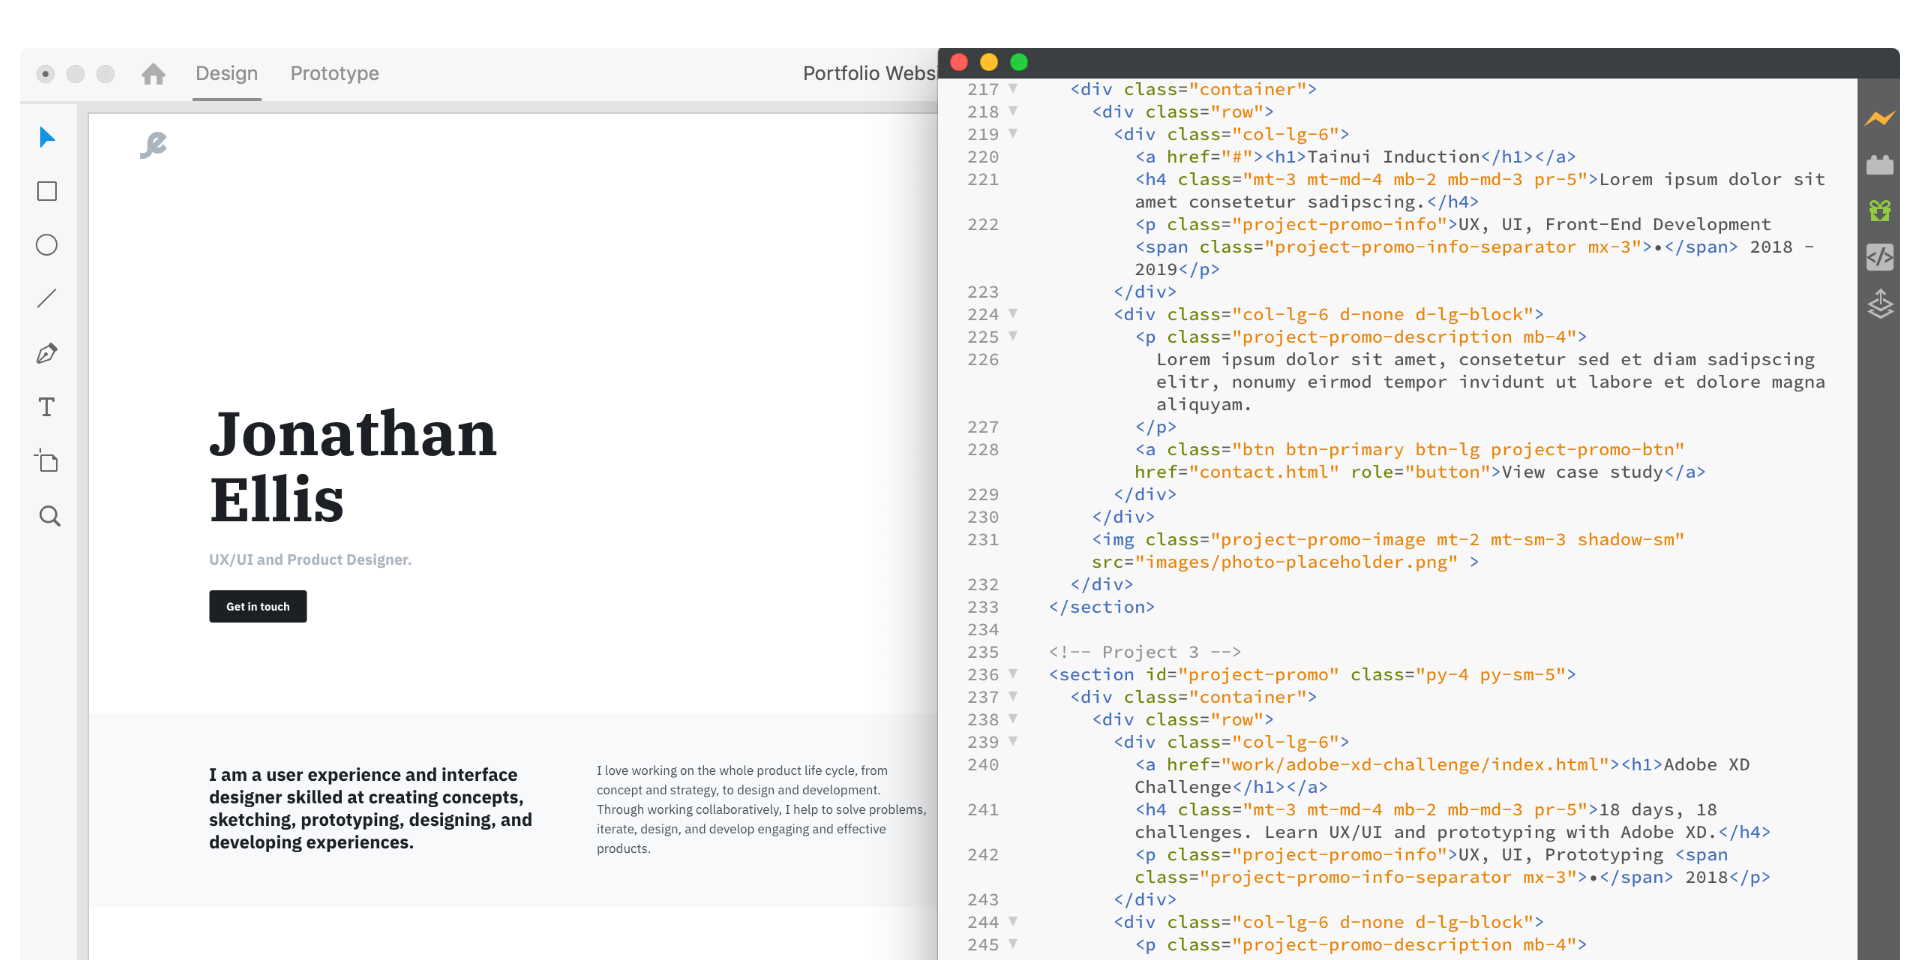 Design Prototype Portfolio Websi
Jonathan
Ellis
UX/UI and Product Designer.
Get in touch
I am a user experience and interface
designer skilled at creating concepts,
sketching, prototyping, designing, and
developing experiences.
I love working on the whole product life cycle, from
concept and strategy, to design and development.
Through working collaboratively, I help to solve problems,
iterate, design, and develop engaging and effective
products.
217 <div class="container">
218 <div class="row">
219 <div class="col-lg-6">
220 <a href="#"><h1>Tainui Induction</h1></a>
221 <h4 class="mt-3 mt-md-4 mb-2 mb-md-3 pr-5">Lorem ipsum dolor sit
amet consetetur sadipscing.</h4>
222 <p class="project-promo-info">UX, UI, Front-End Development
<span class="project-promo-info-separator mx-3">•</span> 2018 -
2019</p>
223 </div>
224 <div class="col-lg-6 d-none d-lg-block">
225 <p class="project-promo-description mb-4">
226 Lorem ipsum dolor sit amet, consetetur sed et diam sadipscing
elitr, nonumy eirmod tempor invidunt ut labore et dolore magna
aliquyam.
227 </p>
228 <a class="btn btn-primary btn-lg project-promo-btn"
href="contact.html" role="button">View case study</a>
229 </div>
230 </div>
231 <img class="project-promo-image mt-2 mt-sm-3 shadow-sm"
src="images/photo-placeholder.png" >
232 </div>
233 </section>
234
235 <!-- Project 3 -->
236 <section id="project-promo" class="py-4 py-sm-5">
237 <div class="container">
238 <div class="row">
239 <div class="col-lg-6">
240 <a href="work/adobe-xd-challenge/index.html"><h1>Adobe XD
Challenge</h1></a>
241 <h4 class="mt-3 mt-md-4 mb-2 mb-md-3 pr-5">18 days, 18
challenges. Learn UX/UI and prototyping with Adobe XD.</h4>
242 <p class="project-promo-info">UX, UI, Prototyping <span
class="project-promo-info-separator mx-3">•</span> 2018</p>
243 </div>
244 <div class="col-lg-6 d-none d-lg-block">
245 <p class="project-promo-description mb-4">